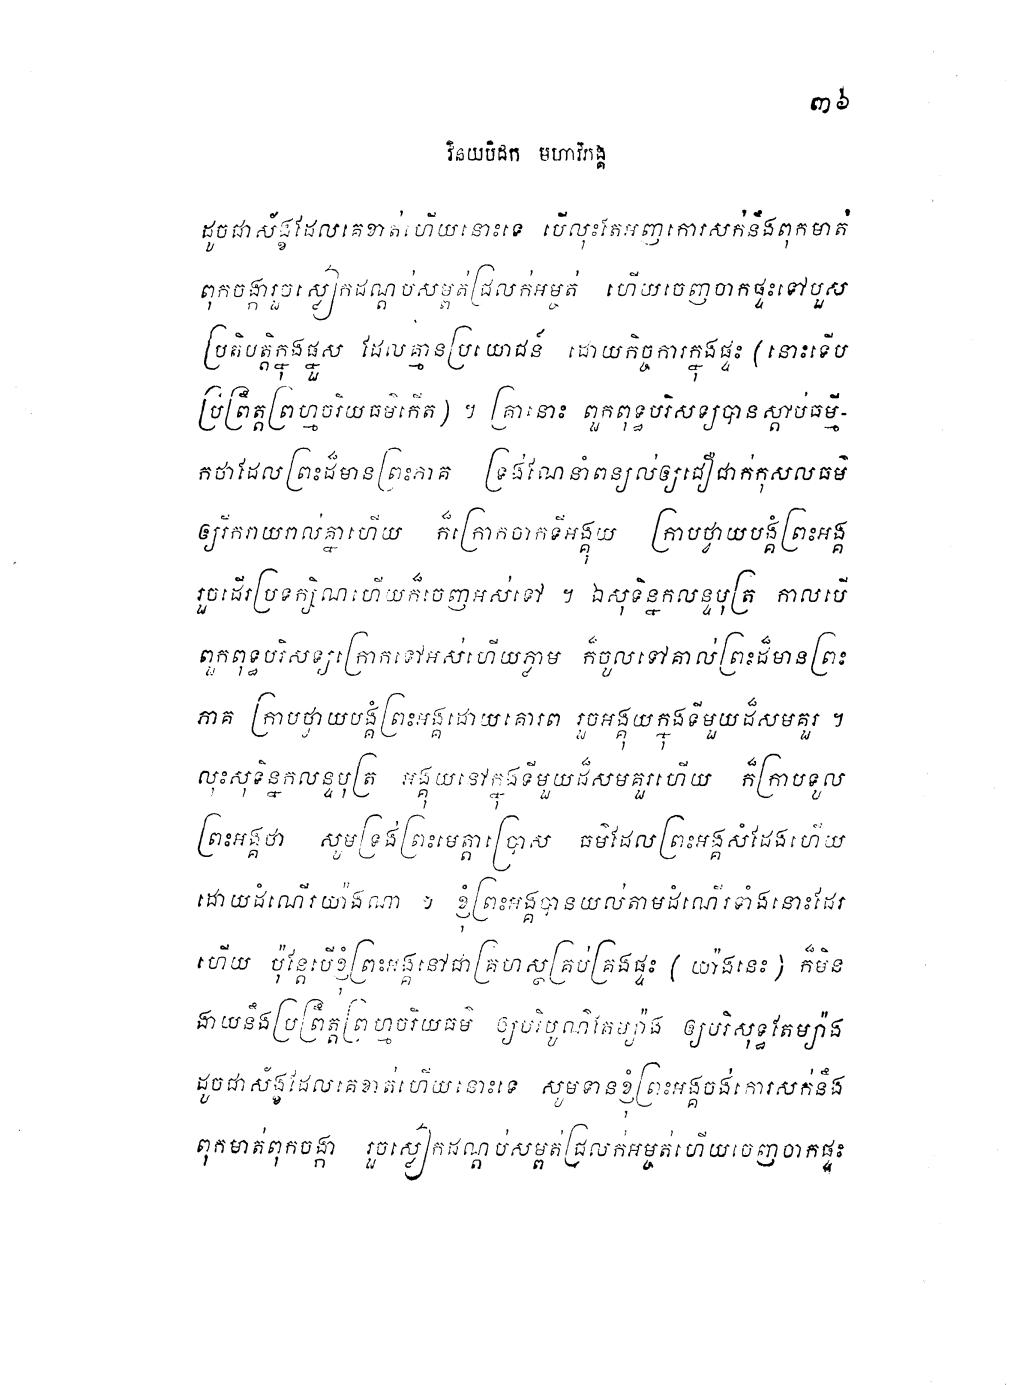 ៣៦
វិនយបិដក មហាវិភង្គ
ដូចជាស័ង្ខដែលគេខាត់ហើយនោះទេ បើលុះតែអញកោរសក់នឹងពុកមាត់
ពុកចង្ការួចស្លៀកដណ្ដប់សម្ពត់ជ្រលក់អម្ចត់ ហើយចេញចាកផ្ទះទៅបួស
ប្រតិបត្តិក្នុងផ្នួស ដែលគ្មានប្រយោជន៍ ដោយកិច្ចការក្នុងផ្ទះ (នោះទើប
ប្រព្រឹត្តព្រហ្មចរិយធម៌កើត) ។ គ្រានោះ ពួកពុទ្ធបរិសទ្យបានស្ដាប់ធម្មី-
កថាដែលព្រះដ៏មានព្រះភាគ ទ្រង់ណែនាំពន្យល់ឲ្យជឿជាក់កុសលធម៌
ឲ្យរីករាយរាល់គ្នាហើយ ក៏ក្រោកចាកទីអង្គុយ ក្រាបថ្វាយបង្គំព្រះអង្គ
រួចដើរប្រទក្សិណហើយក៏ចេញអស់ទៅ ។ ឯសុទិន្នកលន្ទបុត្រ កាលបើ
ពួកពុទ្ធបរិសទ្យក្រោកទៅអស់ហើយភ្លាម ក៏ចូលទៅគាល់ព្រះដ៏មានព្រះ
ភាគ ក្រាបថ្វាយបង្គំព្រះអង្គដោយគោរព រួចអង្គុយក្នុងទីមួយដ៏សមគួរ ។
លុះសុទិន្នកលន្ទបុត្រ អង្គុយនៅក្នុងទីមួយដ៏សមគួរហើយ ក៏ក្រាបទូល
ព្រះអង្គថា សូមទ្រង់ព្រះមេត្តាប្រោស ធម៌ដែលព្រះអង្គសំដែងហើយ
ដោយដំណើរយ៉ាងណា ៗ ខ្ញុំព្រះអង្គបានយល់តាមដំណើរទាំងនោះដែរ
ហើយ ប៉ុន្តែបើខ្ញុំព្រះអង្គនៅជាគ្រហស្ថគ្រប់គ្រងផ្ទះ (យ៉ាងនេះ) ក៏មិន
ងាយនឹងប្រព្រឹត្តព្រហ្មចរិយធម៌ ឲ្យបរិបូណ៌តែម្យ៉ាង ឲ្យបរិសុទ្ធតែម្យ៉ាង
ដូចជាស័ង្ខដែលគេខាត់ហើយនោះទេ សូមទានខ្ញុំព្រះអង្គចង់កោរសក់នឹង
ពុកមាត់ពុកចង្កា រួចស្លៀកដណ្ដប់សម្ពត់ជ្រលក់អម្ចត់ហើយចេញចាកផ្ទះ